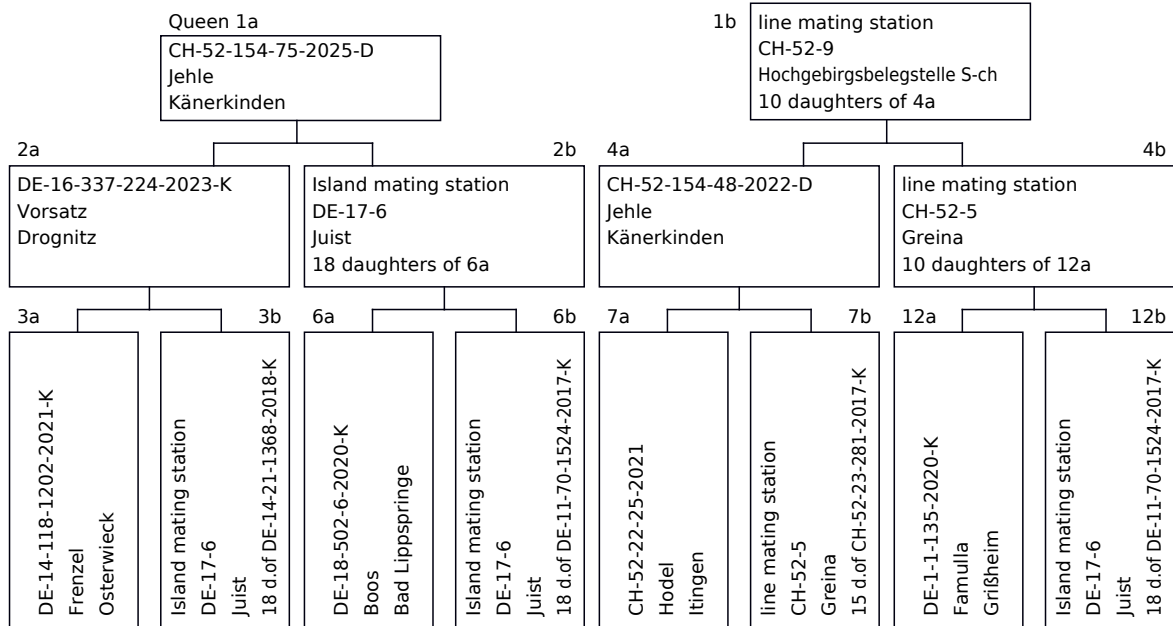 Queen 1a
CH-52-154-75-2025-D
Jehle
Känerkinden
1b
line mating station
CH-52-9
Hochgebirgsbelegstelle S-ch
10 daughters of 4a
2a
DE-16-337-224-2023-K
Vorsatz
Drognitz
2b
Island mating station
DE-17-6
Juist
18 daughters of 6a
4a
CH-52-154-48-2022-D
Jehle
Känerkinden
4b
line mating station
CH-52-5
Greina
10 daughters of 12a
3a
DE-14-118-1202-2021-K
Frenzel
Osterwieck
3b
Island mating station
DE-17-6
Juist
18 d.of DE-14-21-1368-2018-K
6a
DE-18-502-6-2020-K
Boos
Bad Lippspringe
6b
Island mating station
DE-17-6
Juist
18 d.of DE-11-70-1524-2017-K
7a
CH-52-22-25-2021
Hodel
Itingen
7b
line mating station
CH-52-5
Greina
15 d.of CH-52-23-281-2017-K
12a
DE-1-1-135-2020-K
Famulla
Grißheim
12b
Island mating station
DE-17-6
Juist
18 d.of DE-11-70-1524-2017-K